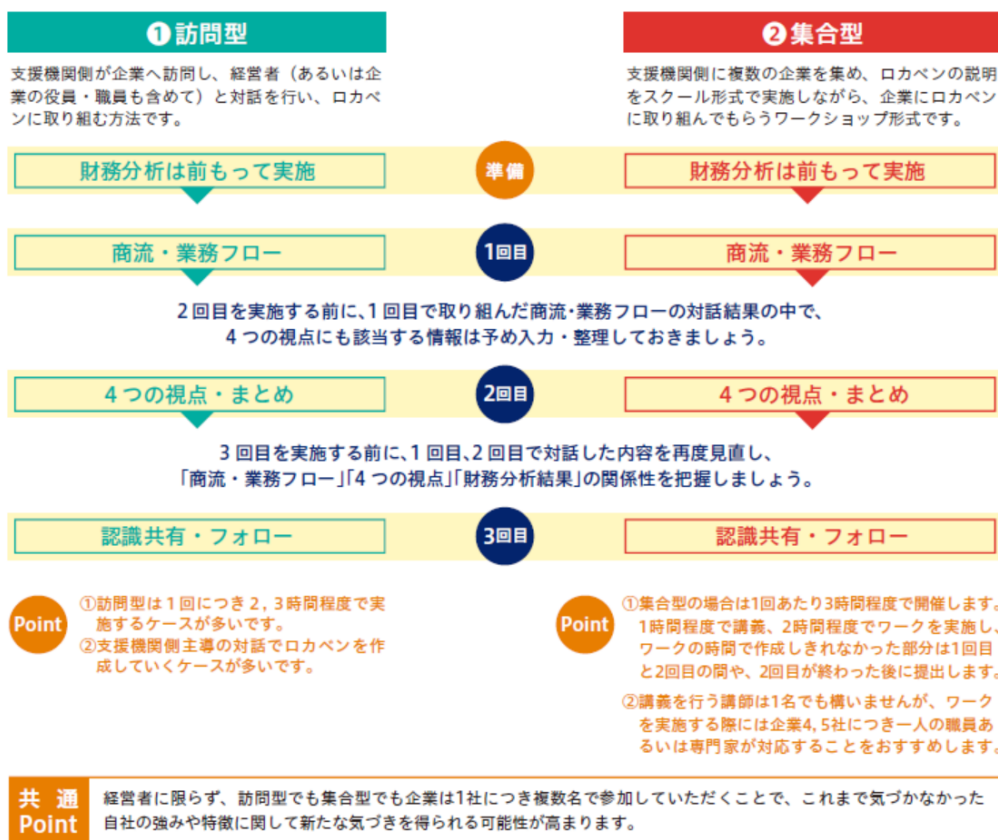 ❶訪問型
支援機関側が企業へ訪問し、経営者（あるいは企
業の役員・職員も含めて）と対話を行い、ロカベ
ンに取り組む方法です。
❷集合型
支援機関側に複数の企業を集め、ロカベンの説明
をスクール形式で実施しながら、企業にロカベン
に取り組んでもらうワークショップ形式です。
財務分析は前もって実施
準備
財務分析は前もって実施
商流・業務フロー
1回目
商流・業務フロー
2回目を実施する前に、1回目で取り組んだ商流・業務フローの対話結果の中で、
4つの視点にも該当する情報は予め入力・整理しておきましょう。
4つの視点・まとめ
2回目
4つの視点・まとめ
3回目を実施する前に、1回目、2回目で対話した内容を再度見直し、
「商流・業務フロー」「4つの視点」「財務分析結果」の関係性を把握しましょう。
認識共有・フォロー
3回目
認識共有・フォロー
Point
①訪問型は1回につき2,3時間程度で実
施するケースが多いです。
②支援機関側主導の対話でロカベンを作
成していくケースが多いです。
Point
①集合型の場合は1回あたり3時間程度で開催します。
1時間程度で講義、2時間程度でワークを実施し、
ワークの時間で作成しきれなかった部分は1回目
と2回目の間や、2回目が終わった後に提出します。
②講義を行う講師は1名でも構いませんが、ワーク
を実施する際には企業4,5社につき一人の職員あ
るいは専門家が対応することをおすすめします。
共通
Point
経営者に限らず、訪問型でも集合型でも企業は1社につき複数名で参加していただくことで、これまで気づかなかった
自社の強みや特徴に関して新たな気づきを得られる可能性が高まります。